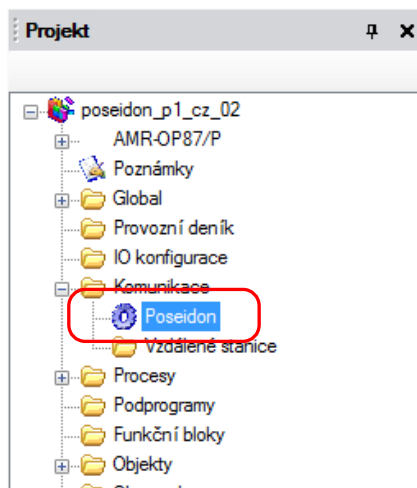 Projekt
poseidon_p1_cz_02
AMR-OP87/P
Poznámky
Global
Provozní deník
IO konfigurace
Komunikace
Poseidon
Vzdálené stanice
Procesy
Podprogramy
Funkční bloky
Objekty